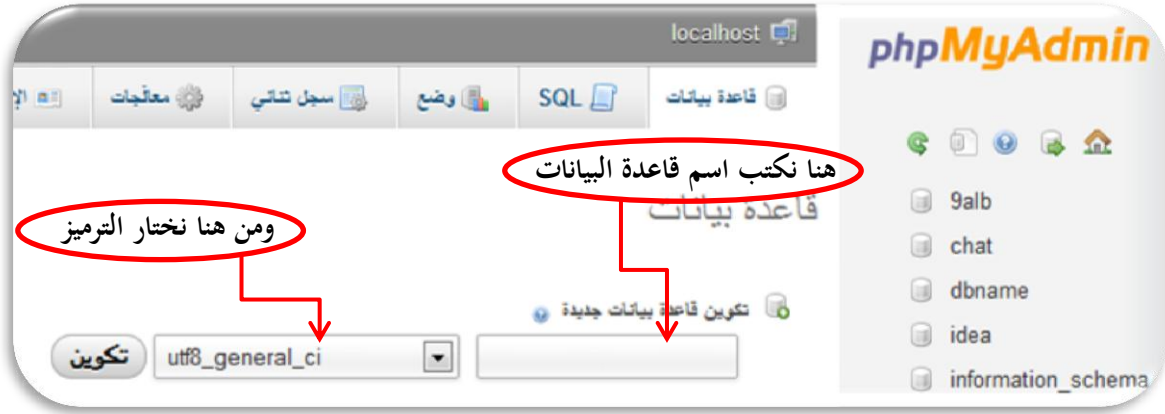 phpMyAdmin
9alb
chat
dbname
idea
information_schema
localhost
قاعدة بيانات
SQL
وضع
سجل ثنائي
معالجات
هنا نكتب اسم قاعدة البيانات
قاعدة بيانات
ومن هنا نختار الترميز
تكوين قاعدة بيانات جديدة
utf8_general_ci
تكوين